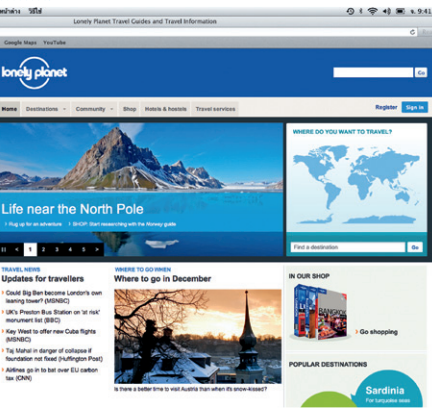 หน้าต่าง วิธีใช้
9:41
Lonely Planet Travel Guides and Travel Information
Google Maps YouTube
lonely planet
Go
Home Destinations Community Shop Hotels & hostels Travel services
Register Sign in
WHERE DO YOU WANT TO TRAVEL?
Life near the North Pole
Rug up for an adventure SHOP: Start researching with the Norway guide
1 2 3 4 5
Find a destination Go
TRAVEL NEWS
Updates for travellers
Could Big Ben become London's own
leaning tower? (MSNBC)
UK's Preston Bus Station on 'at risk'
monument list (BBC)
Key West to offer new Cuba flights
(MSNBC)
Taj Mahal in danger of collapse if
foundation not fixed (Huffington Post)
Airlines go in to bat over EU carbon
tax (CNN)
WHERE TO GO WHEN
Where to go in December
Is there a better time to visit Austria than when it's snow-kissed?
IN OUR SHOP
BANGKOK
Go shopping
POPULAR DESTINATIONS
Sardinia
For turquoise seas